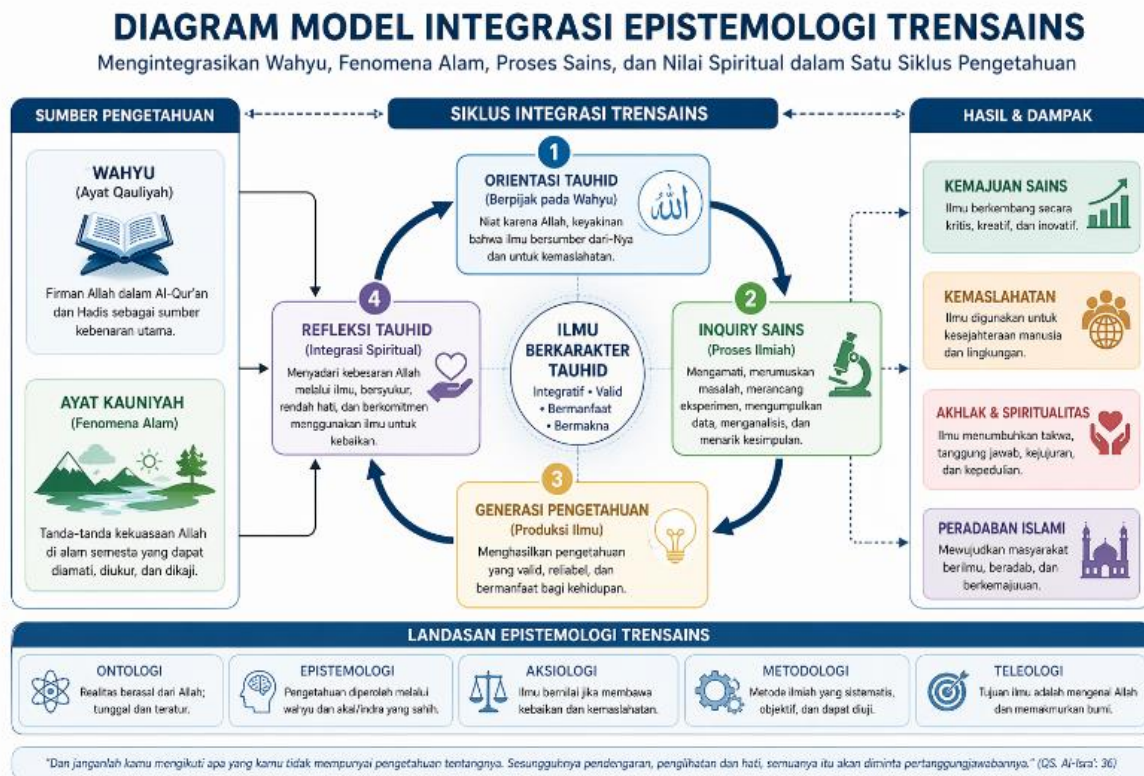 DIAGRAM MODEL INTEGRASI EPISTEMOLOGI TRENSAINS
Mengintegrasikan Wahyu, Fenomena Alam, Proses Sains, dan Nilai Spiritual dalam Satu Siklus Pengetahuan
SUMBER PENGETAHUAN
WAHYU
(Ayat Qauliyah)
Firman Allah dalam Al-Qur'an
dan Hadis sebagai sumber
kebenaran utama.
AYAT KAUNIYAH
(Fenomena Alam)
Tanda-tanda kekuasaan Allah
di alam semesta yang dapat
diamati, diukur, dan dikaji.
SIKLUS INTEGRASI TRENSAINS
1
ORIENTASI TAUHID
(Berpijak pada Wahyu)
Niat karena Allah, keyakinan
bahwa ilmu bersumber dari-Nya
dan untuk kemaslahatan.
الله
2
INQUIRY SAINS
(Proses Ilmiah)
Mengamati, merumuskan
masalah, merancang
eksperimen, mengumpulkan
data, menganalisis, dan
menarik kesimpulan.
3
GENERASI PENGETAHUAN
(Produksi Ilmu)
Menghasilkan pengetahuan
yang valid, reliabel, dan
bermanfaat bagi kehidupan.
4
REFLEKSI TAUHID
(Integrasi Spiritual)
Menyadari kebesaran Allah
melalui ilmu, bersyukur,
rendah hati, dan berkomitmen
menggunakan ilmu untuk
kebaikan.
ILMU
BERKARAKTER
TAUHID
Integratif • Valid
• Bermanfaat
• Bermakna
HASIL & DAMPAK
KEMAJUAN SAINS
Ilmu berkembang secara
kritis, kreatif, dan inovatif.
KEMASLAHATAN
Ilmu digunakan untuk
kesejahteraan manusia
dan lingkungan.
AKHLAK & SPIRITUALITAS
Ilmu menumbuhkan takwa,
tanggung jawab, kejujuran,
dan kepedulian.
PERADABAN ISLAMI
Mewujudkan masyarakat
berilmu, beradab, dan
berkemajuuan.
LANDASAN EPISTEMOLOGI TRENSAINS
ONTOLOGI
Realitas berasal dari Allah;
tunggal dan teratur.
EPISTEMOLOGI
Pengetahuan diperoleh melalui
wahyu dan akal/indra yang sahih.
AKSIOLOGI
Ilmu bernilai jika membawa
kebaikan dan kemaslahatan.
METODOLOGI
Metode ilmiah yang sistematis,
objektif, dan dapat diuji.
TELEOLOGI
Tujuan ilmu adalah mengenal Allah
dan memakmurkan bumi.
"Dan janganlah kamu mengikuti apa yang kamu tidak mempunyai pengetahuan tentangnya. Sesungguhnya pendengaran, penglihatan dan hati, semuanya itu akan diminta pertanggungjawabannya." (QS. Al-Isra': 36)